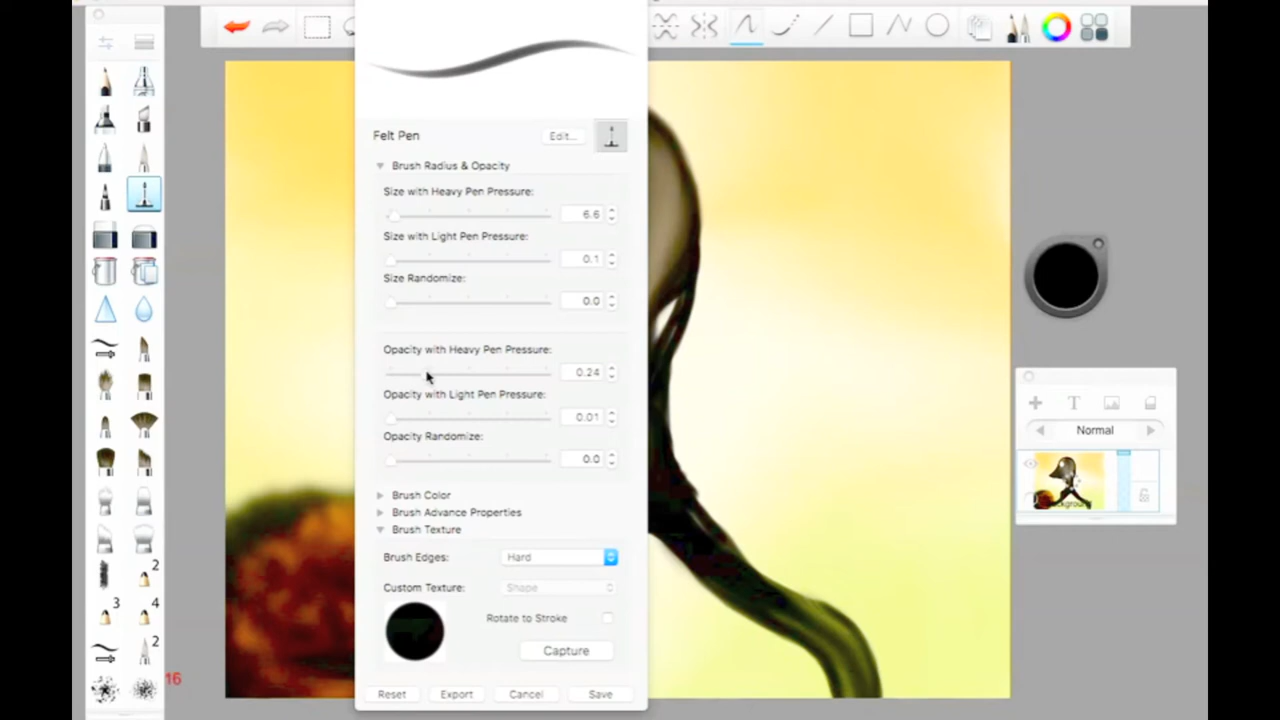 Felt Pen Edit...
Brush Radius & Opacity
Size with Heavy Pen Pressure:
6.6
Size with Light Pen Pressure:
0.1
Size Randomize:
0.0
Opacity with Heavy Pen Pressure:
0.24
Opacity with Light Pen Pressure:
0.01
Opacity Randomize:
0.0
Brush Color
Brush Advance Properties
Brush Texture
Brush Edges: Hard
Custom Texture: Shape
Rotate to Stroke
Capture
Reset Export Cancel Save
T
Normal
Background
2
3 4
2
16